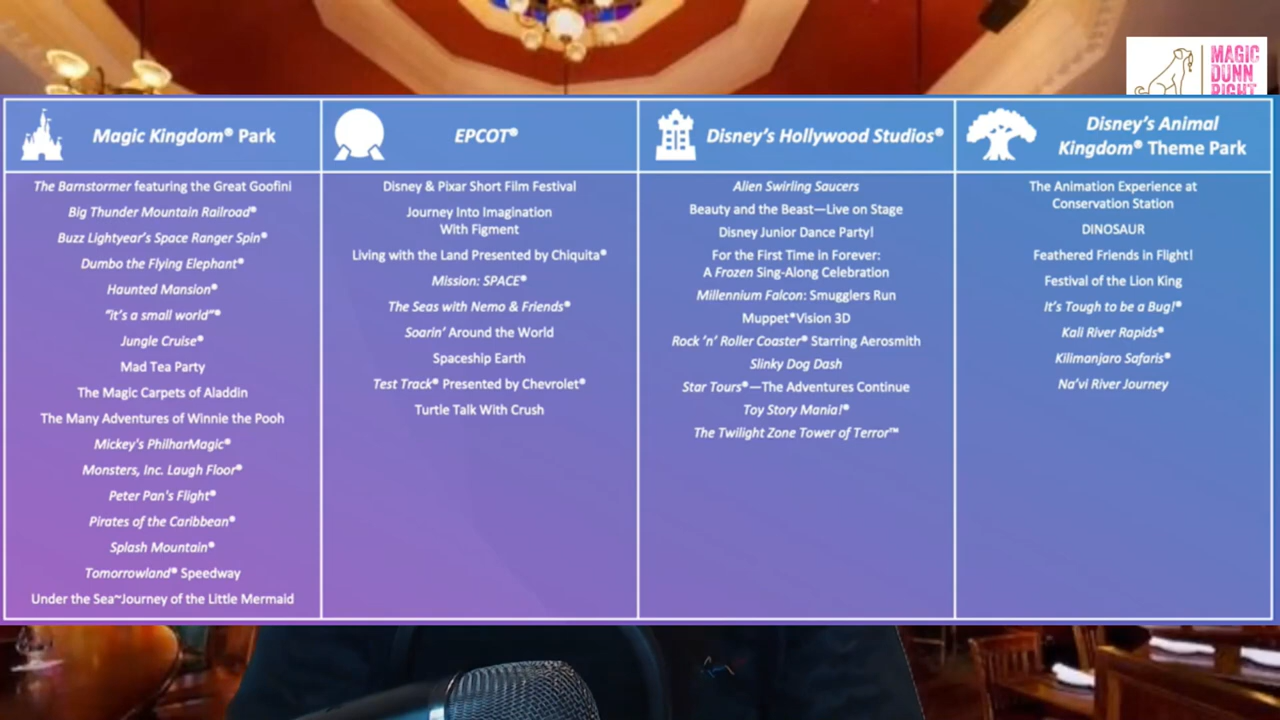 MAGIC
DUNN
RIGHT
Magic Kingdom® Park
The Barnstormer featuring the Great Goofini
Big Thunder Mountain Railroad®
Buzz Lightyear's Space Ranger Spin®
Dumbo the Flying Elephant®
Haunted Mansion®
“it's a small world”®
Jungle Cruise®
Mad Tea Party
The Magic Carpets of Aladdin
The Many Adventures of Winnie the Pooh
Mickey's PhilharMagic®
Monsters, Inc. Laugh Floor®
Peter Pan's Flight®
Pirates of the Caribbean®
Splash Mountain®
Tomorrowland® Speedway
Under the Sea~Journey of the Little Mermaid
EPCOT®
Disney & Pixar Short Film Festival
Journey Into Imagination
With Figment
Living with the Land Presented by Chiquita®
Mission: SPACE®
The Seas with Nemo & Friends®
Soarin' Around the World
Spaceship Earth
Test Track® Presented by Chevrolet®
Turtle Talk With Crush
Disney's Hollywood Studios®
Alien Swirling Saucers
Beauty and the Beast—Live on Stage
Disney Junior Dance Party!
For the First Time in Forever:
A Frozen Sing-Along Celebration
Millennium Falcon: Smugglers Run
Muppet®Vision 3D
Rock 'n' Roller Coaster® Starring Aerosmith
Slinky Dog Dash
Star Tours®—The Adventures Continue
Toy Story Mania!®
The Twilight Zone Tower of Terror™
Disney's Animal
Kingdom® Theme Park
The Animation Experience at
Conservation Station
DINOSAUR
Feathered Friends in Flight!
Festival of the Lion King
It's Tough to be a Bug!®
Kali River Rapids®
Kilimanjaro Safaris®
Na'vi River Journey